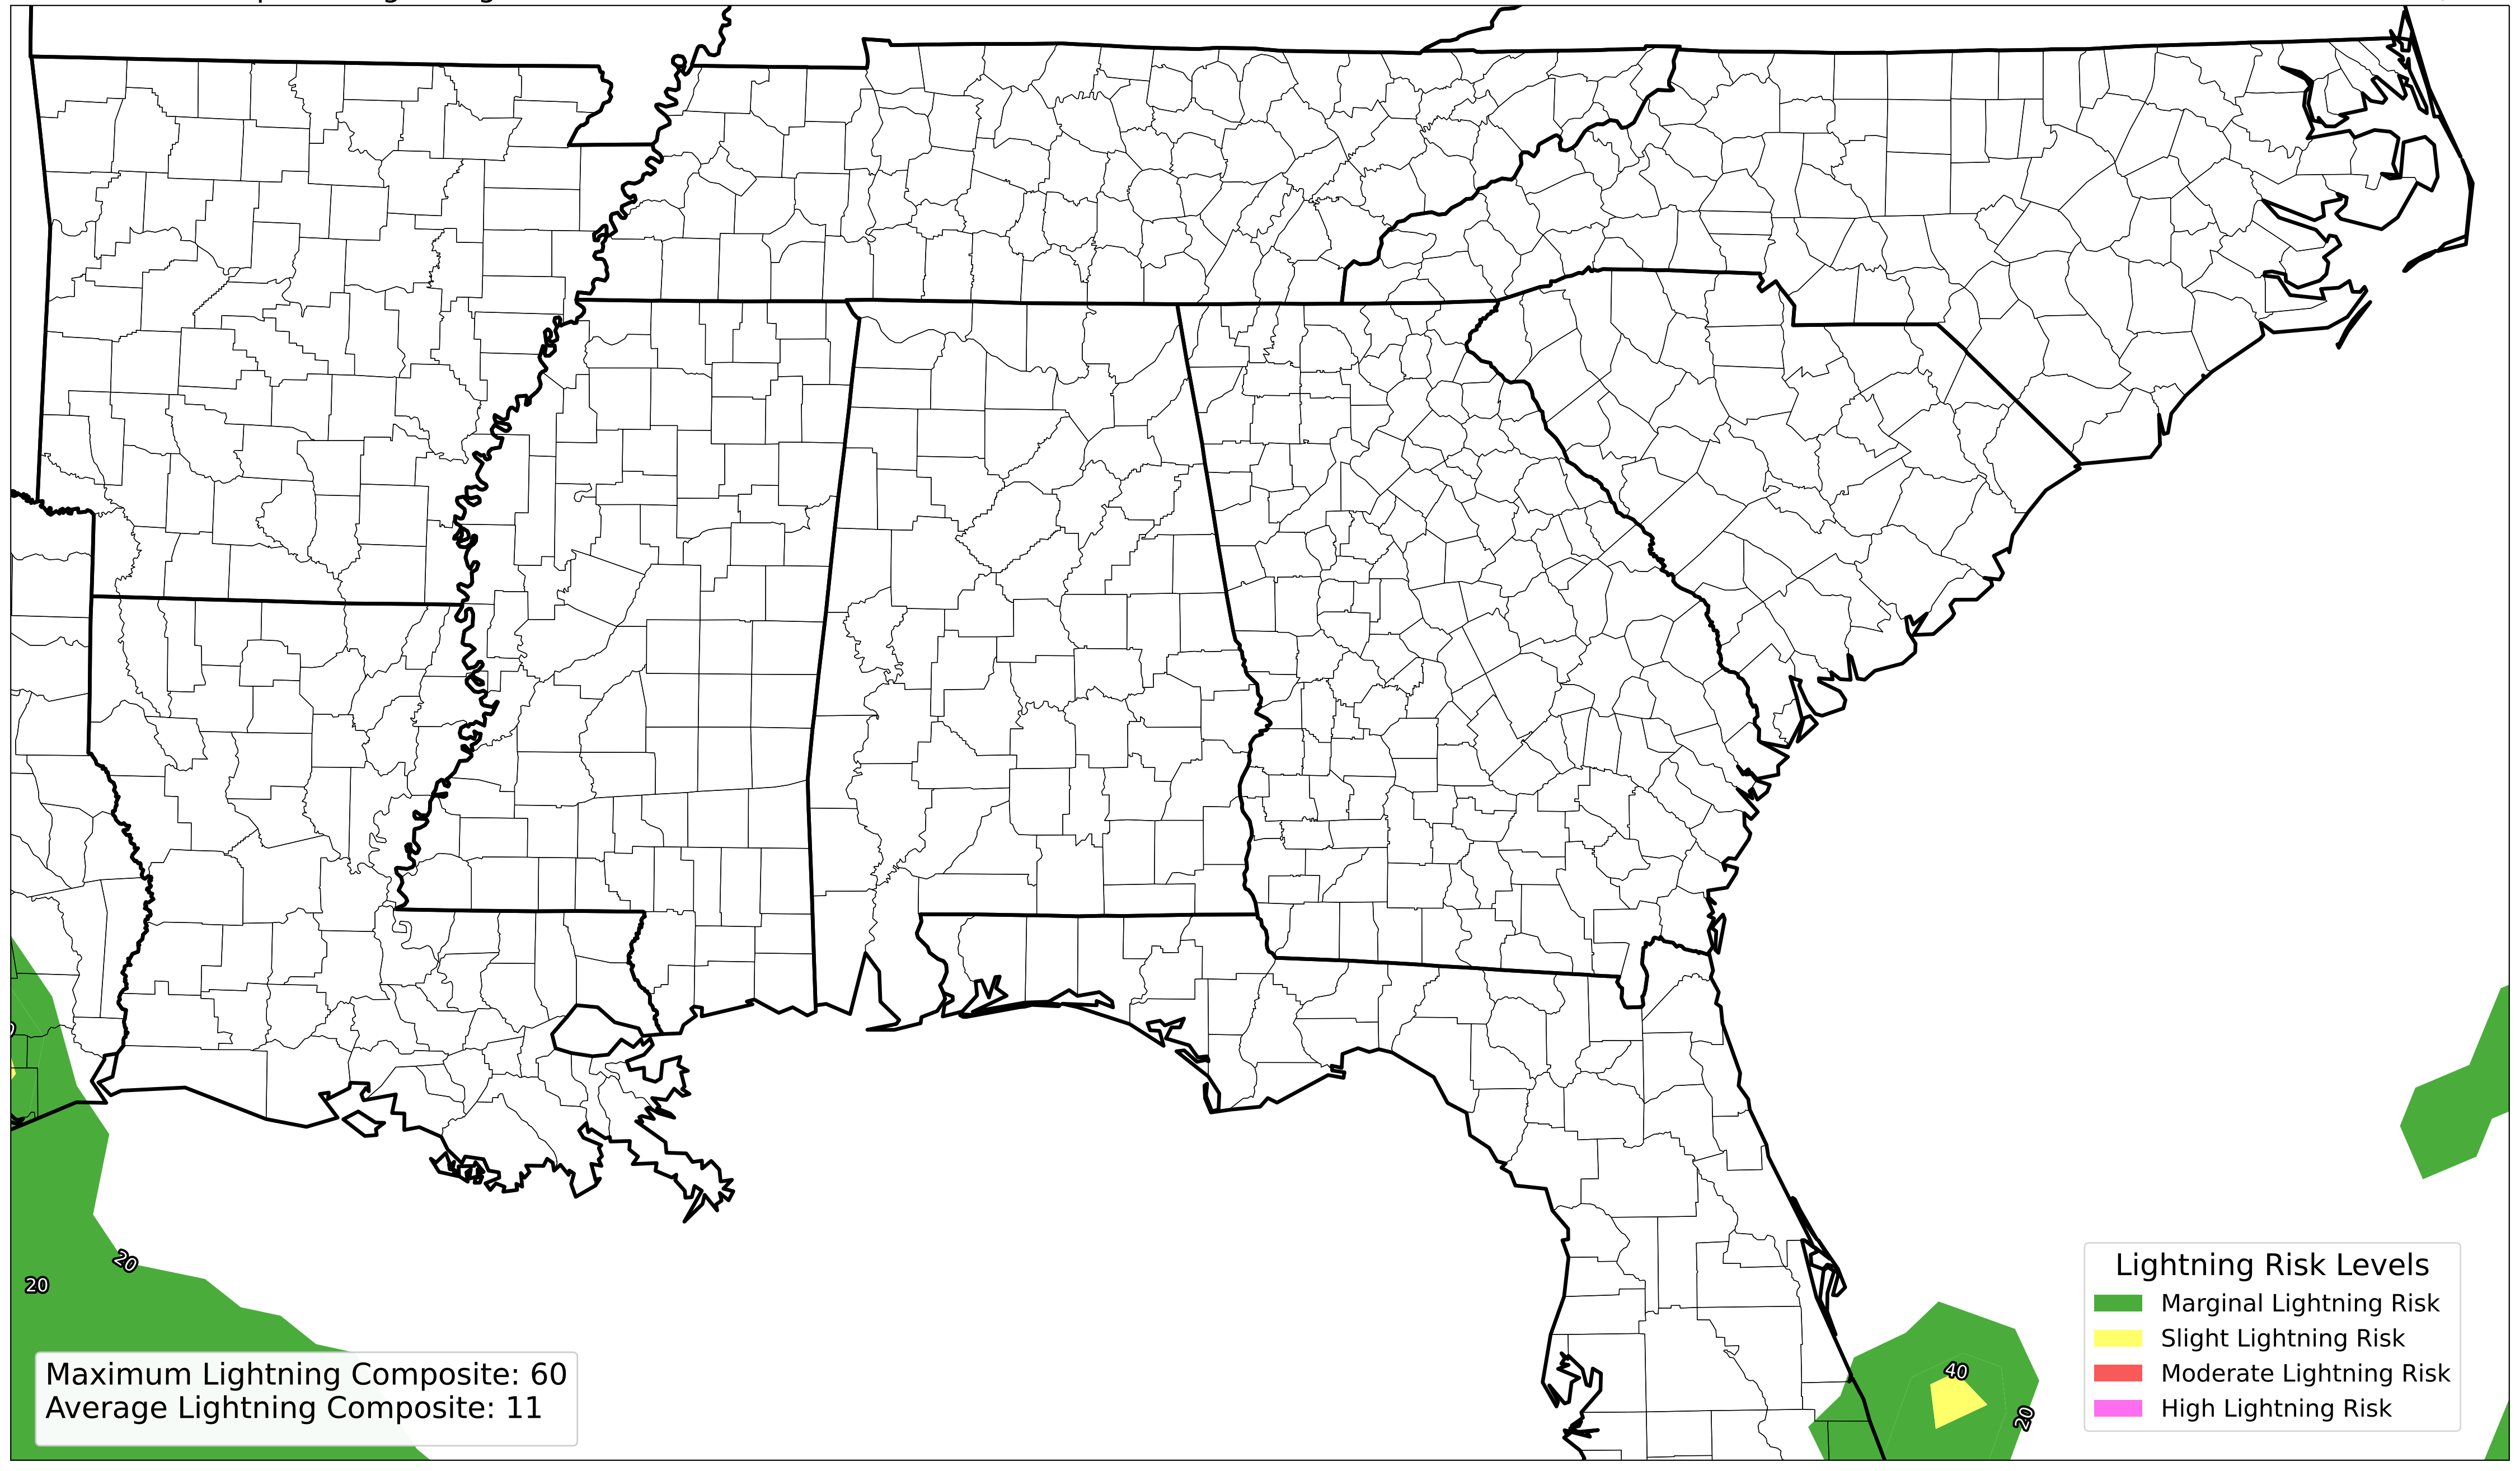 20
20
Maximum Lightning Composite: 60
Average Lightning Composite: 11
40
20
Lightning Risk Levels
Marginal Lightning Risk
Slight Lightning Risk
Moderate Lightning Risk
High Lightning Risk